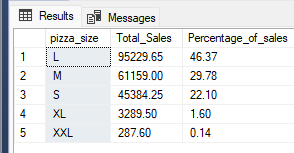 Results Messages
pizza_size Total_Sales Percentage_of_sales
1 L 95229.65 46.37
2 M 61159.00 29.78
3 S 45384.25 22.10
4 XL 3289.50 1.60
5 XXL 287.60 0.14